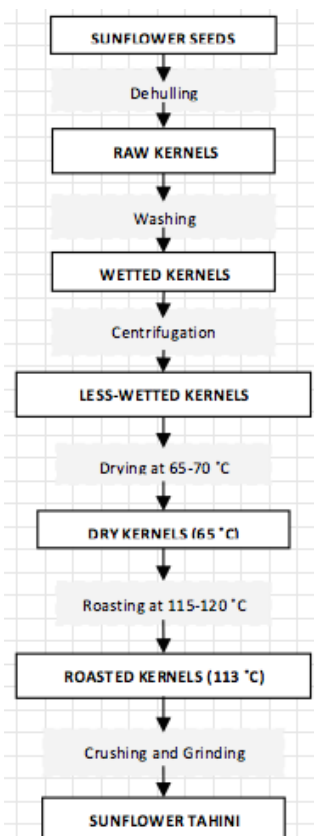 SUNFLOWER SEEDS
Dehulling
RAW KERNELS
Washing
WETTED KERNELS
Centrifugation
LESS-WETTED KERNELS
Drying at 65-70 ˚C
DRY KERNELS (65 ˚C)
Roasting at 115-120 ˚C
ROASTED KERNELS (113 ˚C)
Crushing and Grinding
SUNFLOWER TAHINI